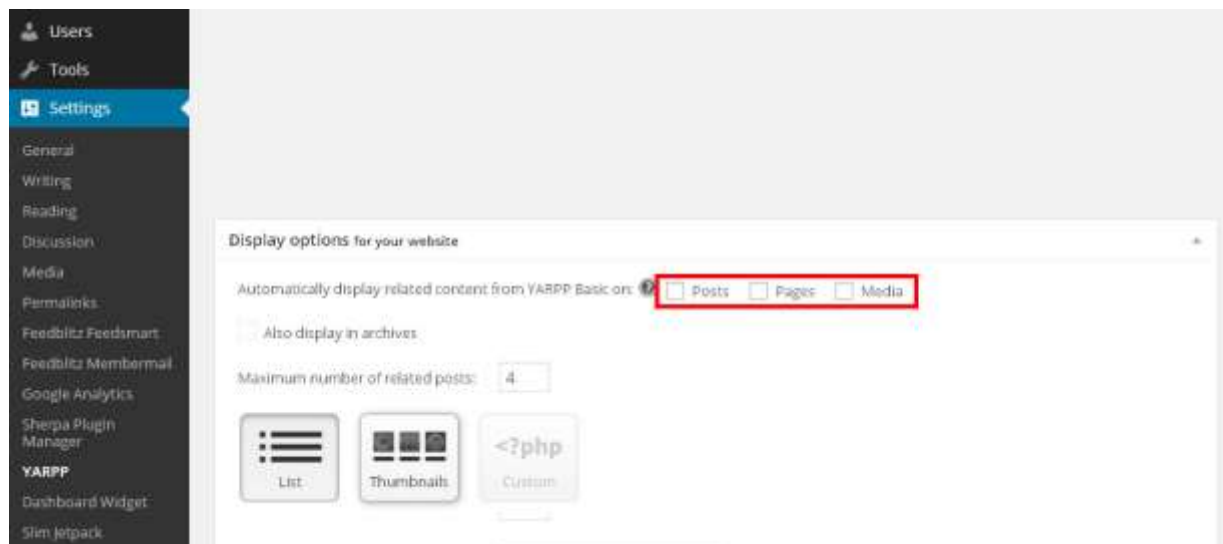 Users
Tools
Settings
General
Writing
Reading
Discussion
Media
Permalinks
Feedblitz Feedsmart
Feedblitz Membermail
Google Analytics
Sherpa Plugin
Manager
YARPP
Dashboard Widget
Slim Jetpack
Display options for your website
Automatically display related content from YARPP Basic on: ? Posts Pages Media
Also display in archives
Maximum number of related posts: 4
List
Thumbnails
<?php
Custom